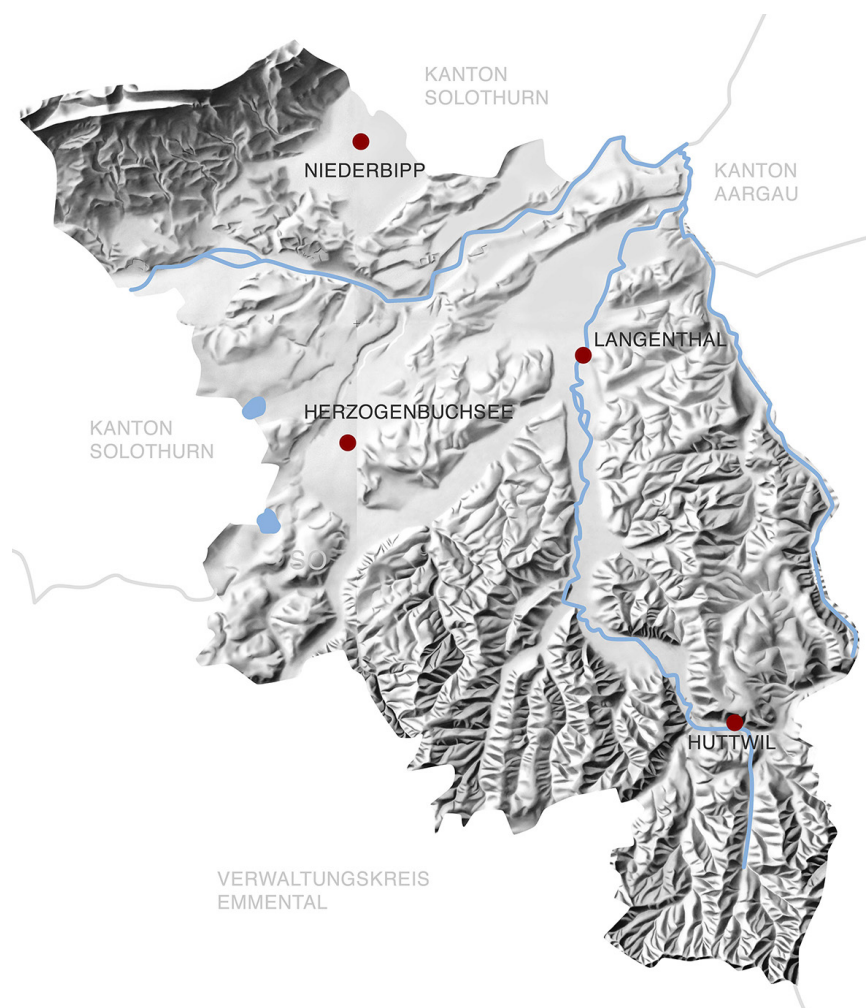 KANTON
SOLOTHURN
NIEDERBIPP
KANTON
AARGAU
LANGENTHAL
HERZOGENBUCHSEE
KANTON
SOLOTHURN
HUTTWIL
VERWALTUNGSKREIS
EMMENTAL